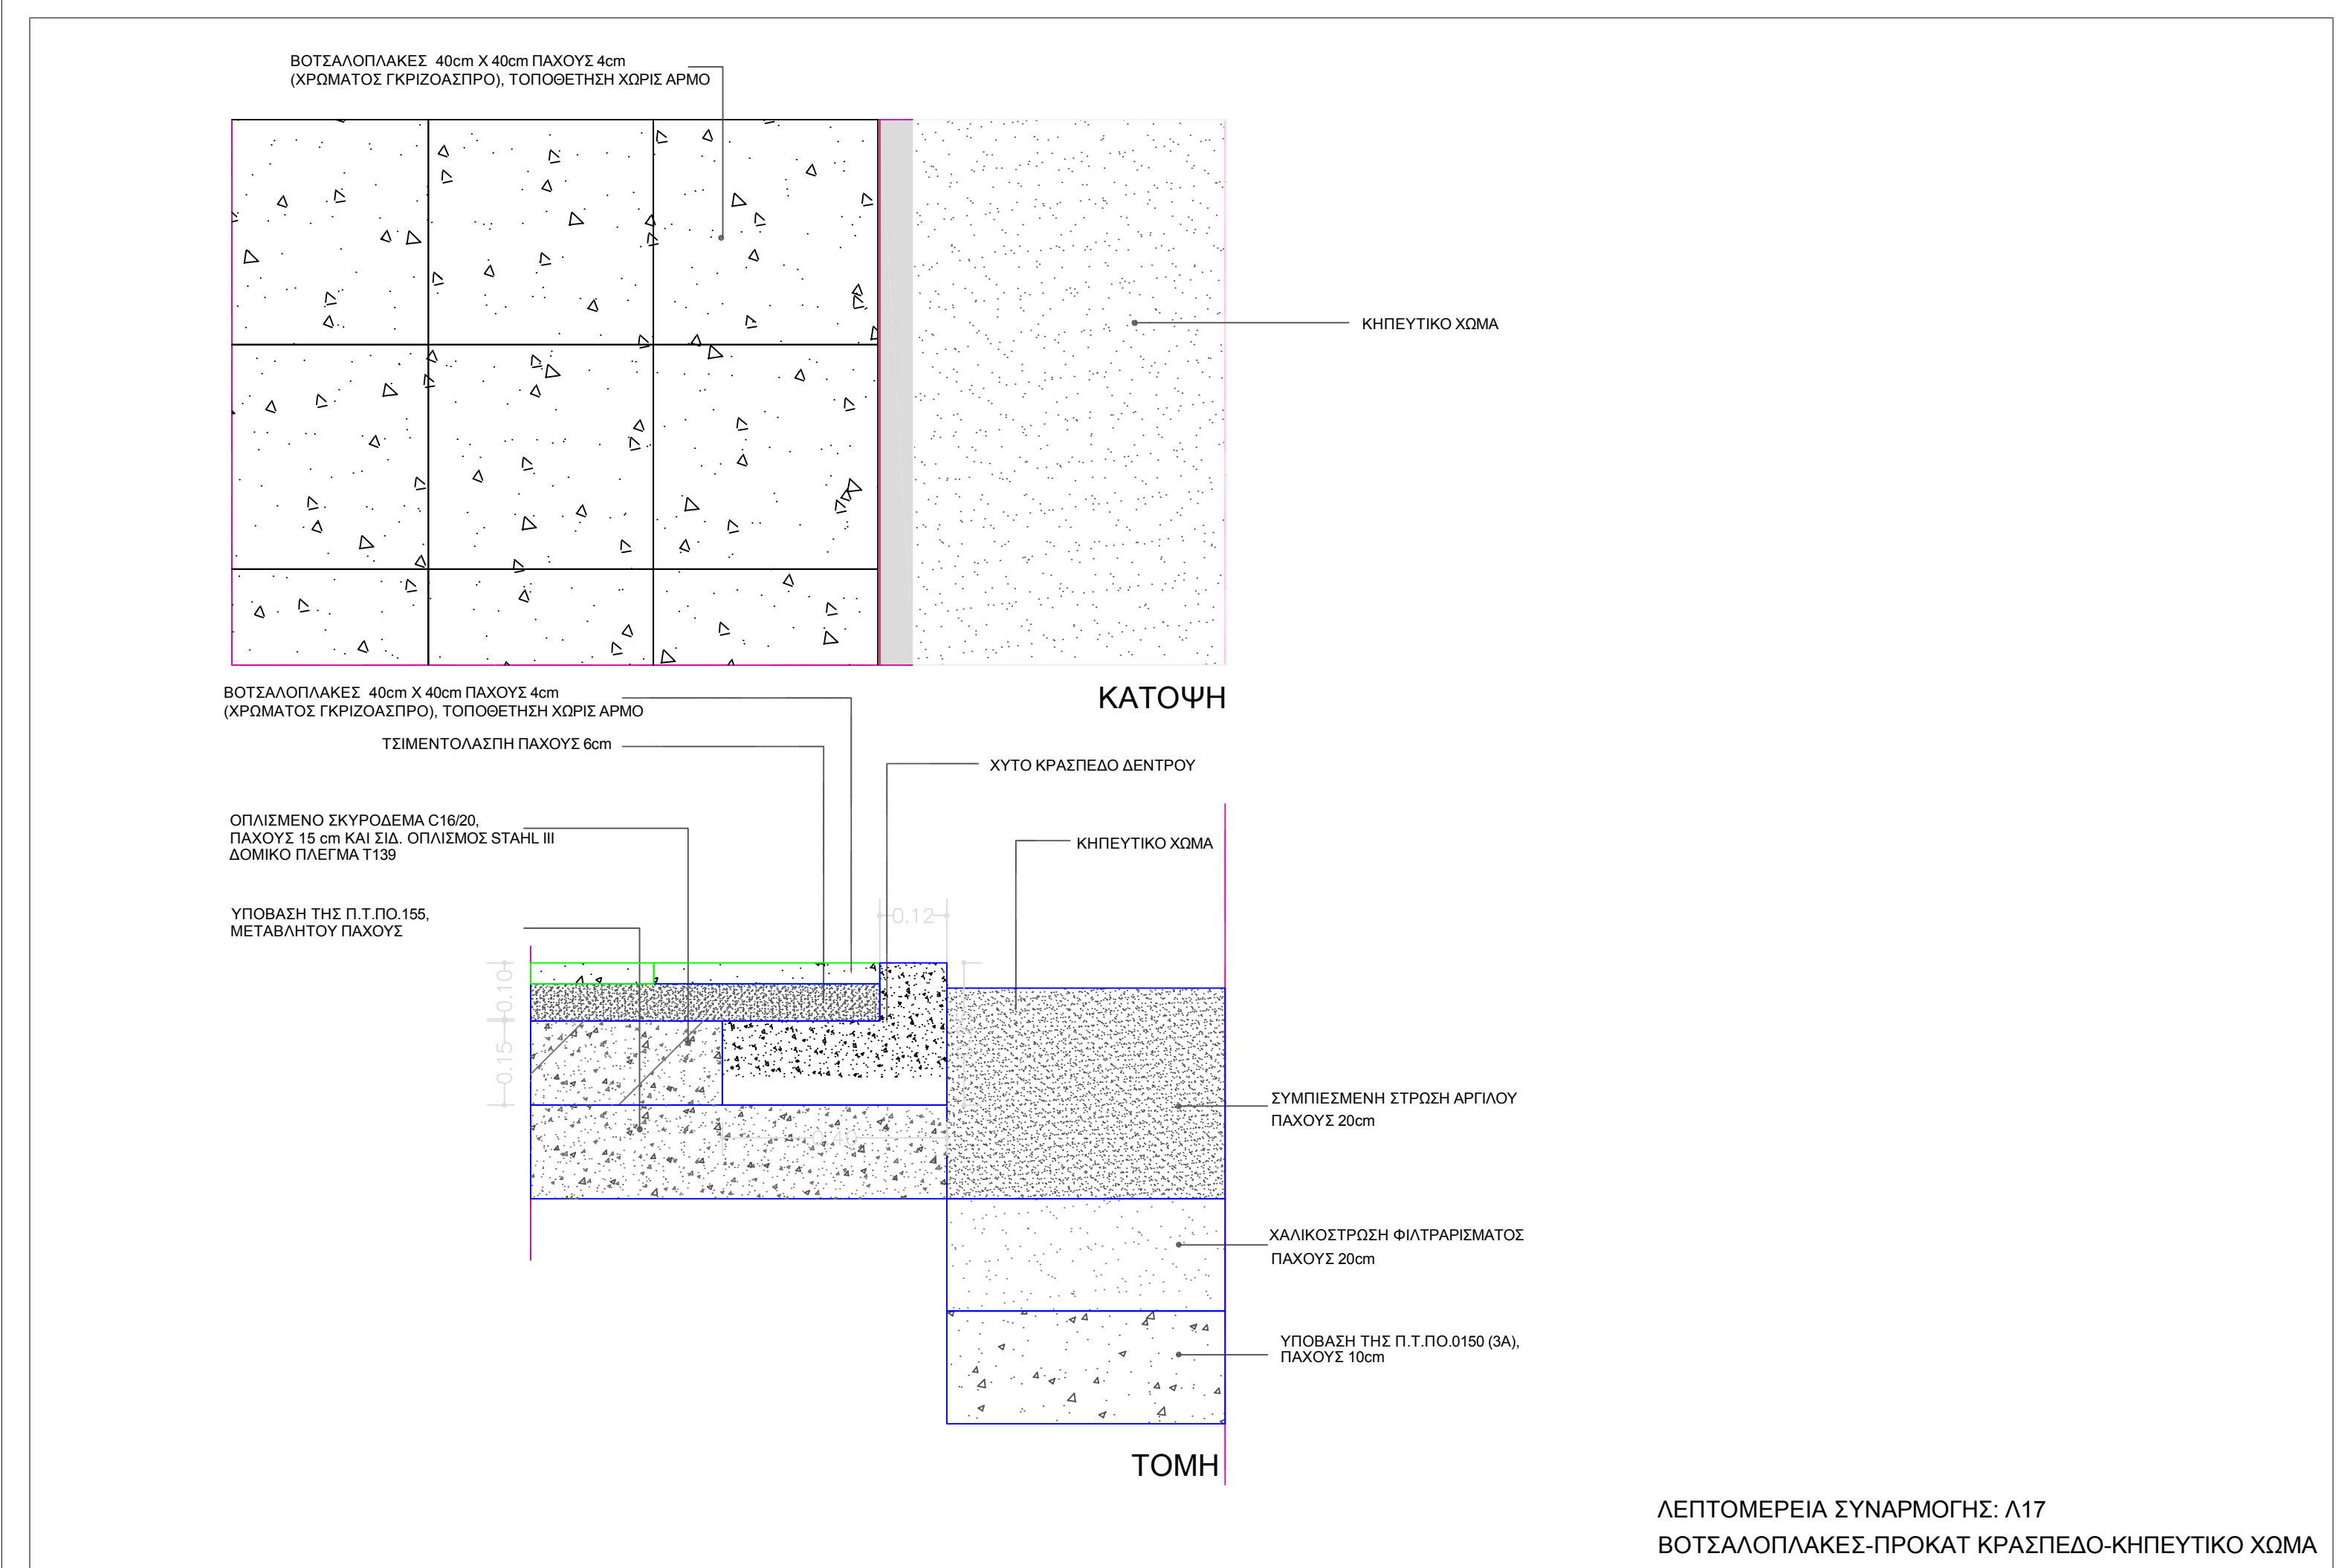 ΒΟΤΣΑΛΟΠΛΑΚΕΣ 40cm X 40cm ΠΑΧΟΥΣ 4cm
(ΧΡΩΜΑΤΟΣ ΓΚΡΙΖΟΑΣΠΡΟ), ΤΟΠΟΘΕΤΗΣΗ ΧΩΡΙΣ ΑΡΜΟ
ΚΗΠΕΥΤΙΚΟ ΧΩΜΑ
ΚΑΤΟΨΗ
ΒΟΤΣΑΛΟΠΛΑΚΕΣ 40cm X 40cm ΠΑΧΟΥΣ 4cm
(ΧΡΩΜΑΤΟΣ ΓΚΡΙΖΟΑΣΠΡΟ), ΤΟΠΟΘΕΤΗΣΗ ΧΩΡΙΣ ΑΡΜΟ
ΤΣΙΜΕΝΤΟΛΑΣΠΗ ΠΑΧΟΥΣ 6cm
ΧΥΤΟ ΚΡΑΣΠΕΔΟ ΔΕΝΤΡΟΥ
ΟΠΛΙΣΜΕΝΟ ΣΚΥΡΟΔΕΜΑ C16/20,
ΠΑΧΟΥΣ 15 cm ΚΑΙ ΣΙΔ. ΟΠΛΙΣΜΟΣ STAHL III
ΔΟΜΙΚΟ ΠΛΕΓΜΑ Τ139
ΚΗΠΕΥΤΙΚΟ ΧΩΜΑ
ΥΠΟΒΑΣΗ ΤΗΣ Π.Τ.ΠΟ.155,
ΜΕΤΑΒΛΗΤΟΥ ΠΑΧΟΥΣ
0.12
0.10
0.15
0.40
ΣΥΜΠΙΕΣΜΕΝΗ ΣΤΡΩΣΗ ΑΡΓΙΛΟΥ
ΠΑΧΟΥΣ 20cm
ΧΑΛΙΚΟΣΤΡΩΣΗ ΦΙΛΤΡΑΡΙΣΜΑΤΟΣ
ΠΑΧΟΥΣ 20cm
ΥΠΟΒΑΣΗ ΤΗΣ Π.Τ.ΠΟ.0150 (3Α),
ΠΑΧΟΥΣ 10cm
ΤΟΜΗ
ΛΕΠΤΟΜΕΡΕΙΑ ΣΥΝΑΡΜΟΓΗΣ: Λ17
ΒΟΤΣΑΛΟΠΛΑΚΕΣ-ΠΡΟΚΑΤ ΚΡΑΣΠΕΔΟ-ΚΗΠΕΥΤΙΚΟ ΧΩΜΑ